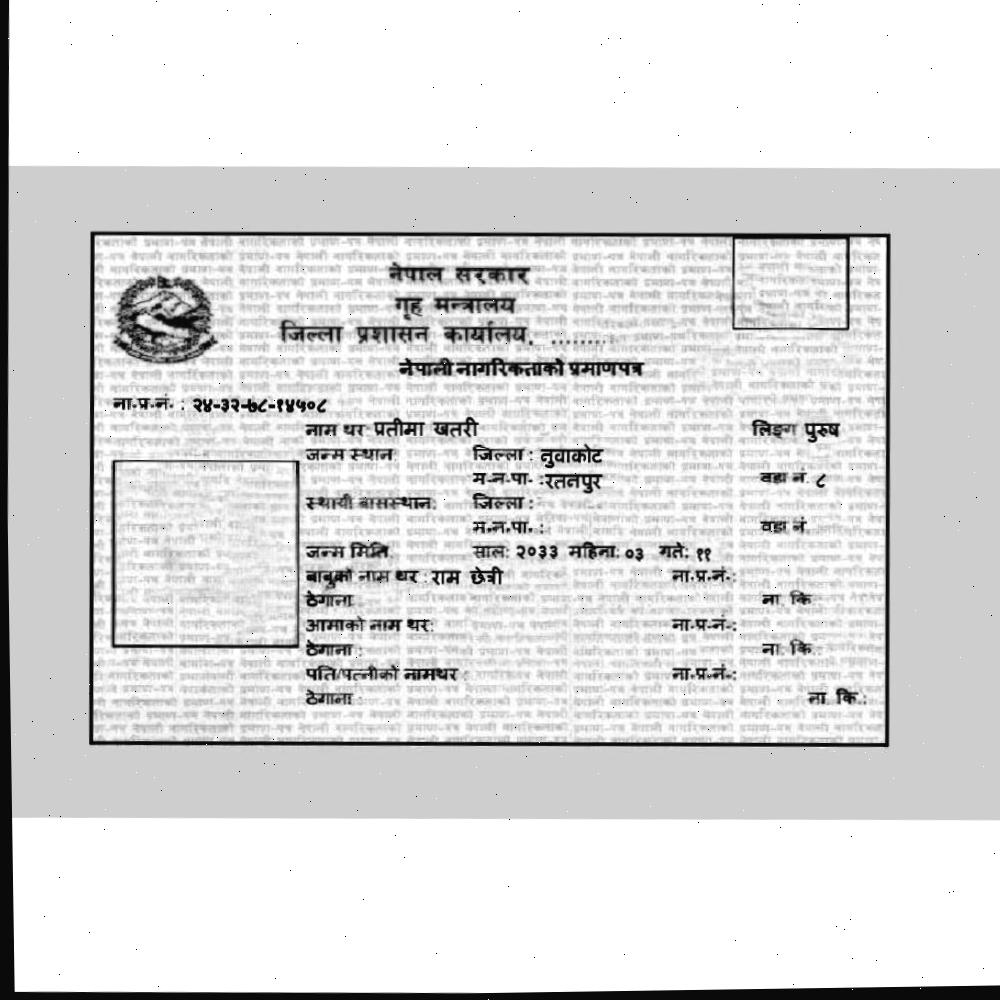 नेपाल सरकार
गृह मन्त्रालय
जिल्ला प्रशासन कार्यालय, .........
नेपाली नागरिकताको प्रमाणपत्र
ना.प्र.नं. : २४-३२-७८-१४५०८
नाम थर प्रतीमा खतरी लिङ्ग पुरुष
जन्म स्थान जिल्ला : नुवाकोट
म.न.पा. :रतनपुर वडा नं. ८
स्थायी बासस्थान: जिल्ला :
म.न.पा. : वडा नं
जन्म मिति साल: २०३३ महिना: ०३ गते: ११
बाबुको नाम थर : राम छेत्री ना.प्र.नं.:
ठेगाना ना. कि
आमाको नाम थर: ना.प्र.नं.:
ठेगाना : ना. कि.:
पति/पत्नीको नामथर : ना.प्र.नं.:
ठेगाना : ना. कि.: